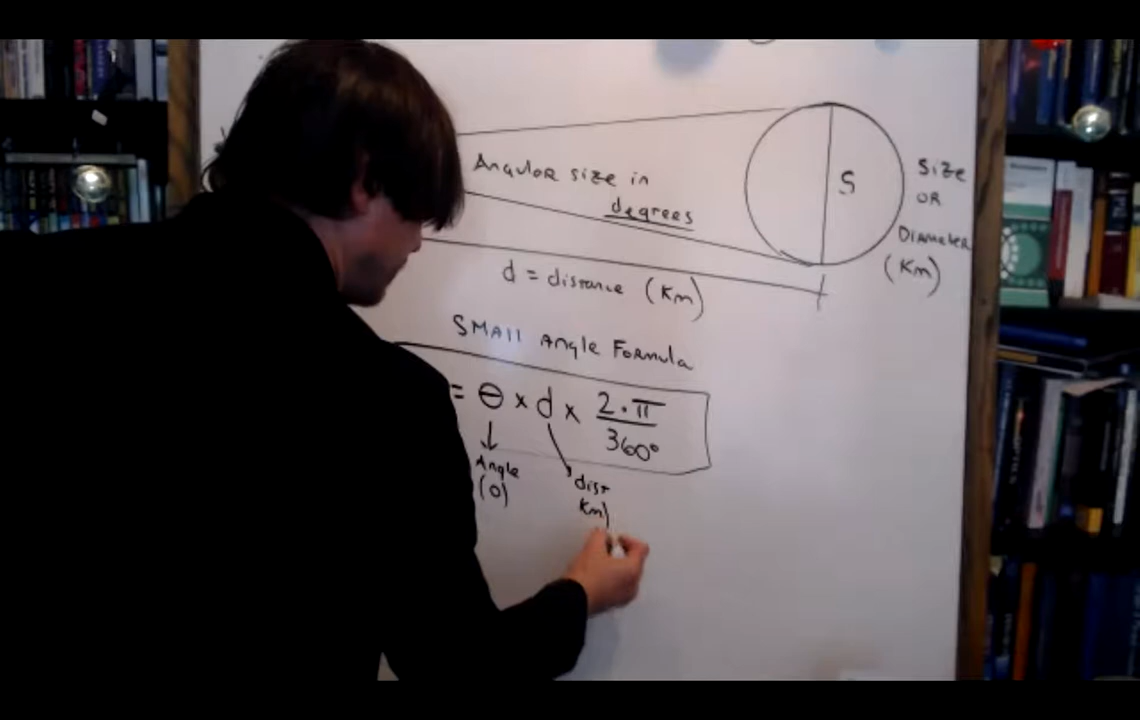 Angular size in
degrees
S
Size
OR
Diameter
(Km)
d = distance (Km)
SMAll Angle Formula
= θ × d × 2·π
360°
Angle
(0)
dist
Km)